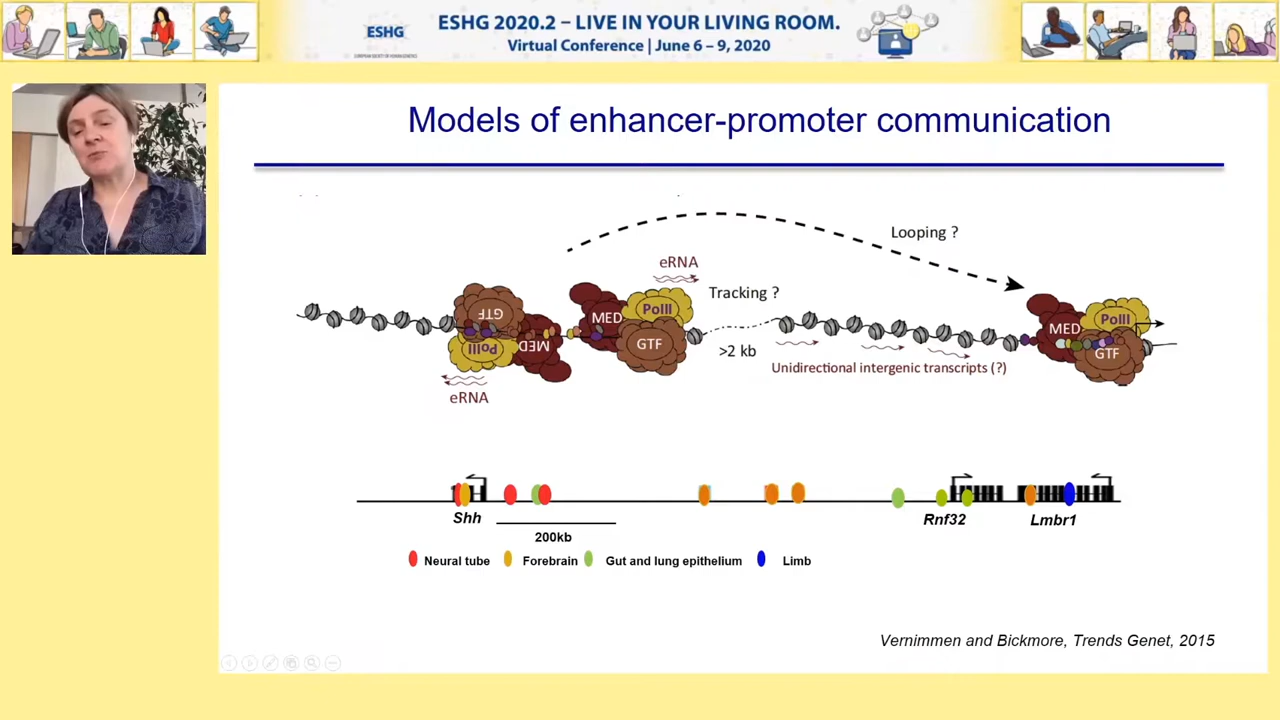 ESHG
ESHG 2020.2 – LIVE IN YOUR LIVING ROOM.
Virtual Conference | June 6 – 9, 2020
Models of enhancer-promoter communication
Looping ?
eRNA
Tracking ?
GTF
PolII
MED
MED
PolII
GTF
>2 kb
MED
PolII
GTF
Unidirectional intergenic transcripts (?)
eRNA
Shh
Rnf32
Lmbr1
200kb
Neural tube
Forebrain
Gut and lung epithelium
Limb
Vernimmen and Bickmore, Trends Genet, 2015